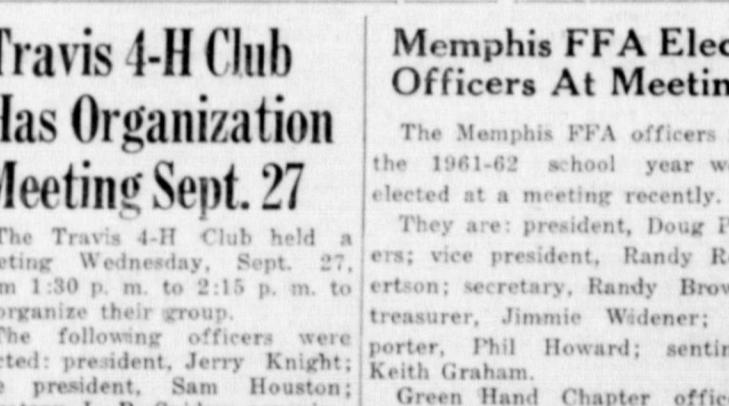 Travis 4-H Club
Has Organization
Meeting Sept. 27
The Travis 4-H Club held a
eting Wednesday, Sept. 27,
m 1:30 p. m. to 2:15 p. m. to
organize their group.
The following officers were
cted: president, Jerry Knight;
e president, Sam Houston;
Memphis FFA Elec
Officers At Meetin
The Memphis FFA officers
the 1961-62 school year w
elected at a meeting recently.
They are: president, Doug P
ers; vice president, Randy R
ertson; secretary, Randy Brow
treasurer, Jimmie Widener;
porter, Phil Howard; sentin
Keith Graham.
Green Hand Chapter offic